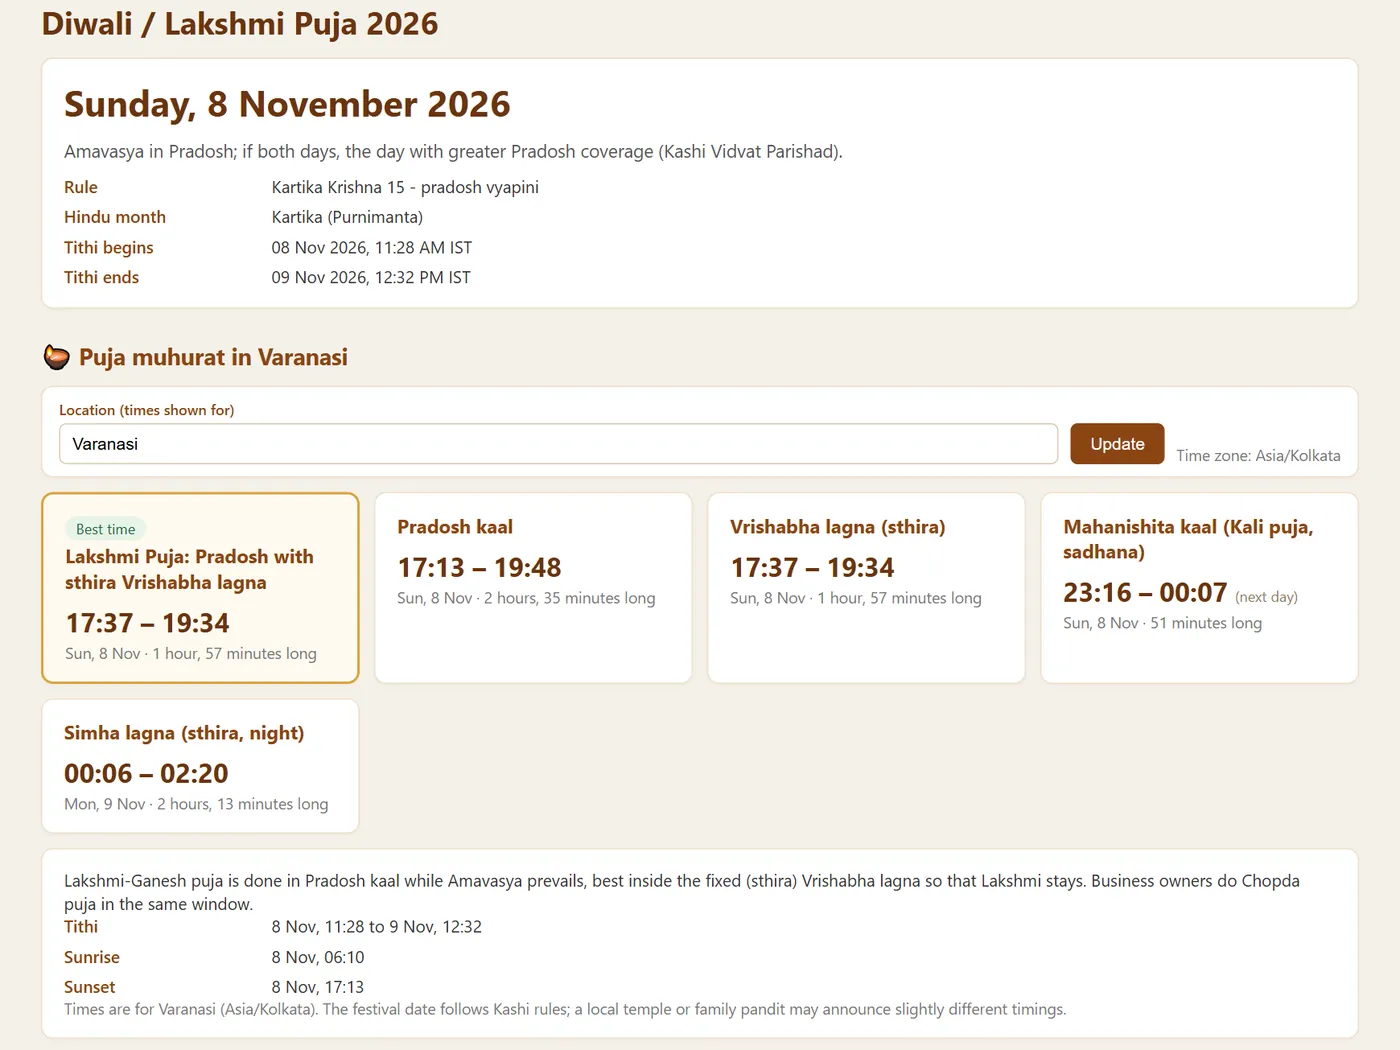 Diwali / Lakshmi Puja 2026
Sunday, 8 November 2026
Amavasya in Pradosh; if both days, the day with greater Pradosh coverage (Kashi Vidvat Parishad).
Rule Kartika Krishna 15 - pradosh vyapini
Hindu month Kartika (Purnimanta)
Tithi begins 08 Nov 2026, 11:28 AM IST
Tithi ends 09 Nov 2026, 12:32 PM IST
Puja muhurat in Varanasi
Location (times shown for)
Varanasi
Update
Time zone: Asia/Kolkata
Best time
Lakshmi Puja: Pradosh with
sthira Vrishabha lagna
17:37 – 19:34
Sun, 8 Nov · 1 hour, 57 minutes long
Pradosh kaal
17:13 – 19:48
Sun, 8 Nov · 2 hours, 35 minutes long
Vrishabha lagna (sthira)
17:37 – 19:34
Sun, 8 Nov · 1 hour, 57 minutes long
Mahanishita kaal (Kali puja,
sadhana)
23:16 – 00:07 (next day)
Sun, 8 Nov · 51 minutes long
Simha lagna (sthira, night)
00:06 – 02:20
Mon, 9 Nov · 2 hours, 13 minutes long
Lakshmi-Ganesh puja is done in Pradosh kaal while Amavasya prevails, best inside the fixed (sthira) Vrishabha lagna so that Lakshmi stays. Business owners do Chopda
puja in the same window.
Tithi 8 Nov, 11:28 to 9 Nov, 12:32
Sunrise 8 Nov, 06:10
Sunset 8 Nov, 17:13
Times are for Varanasi (Asia/Kolkata). The festival date follows Kashi rules; a local temple or family pandit may announce slightly different timings.